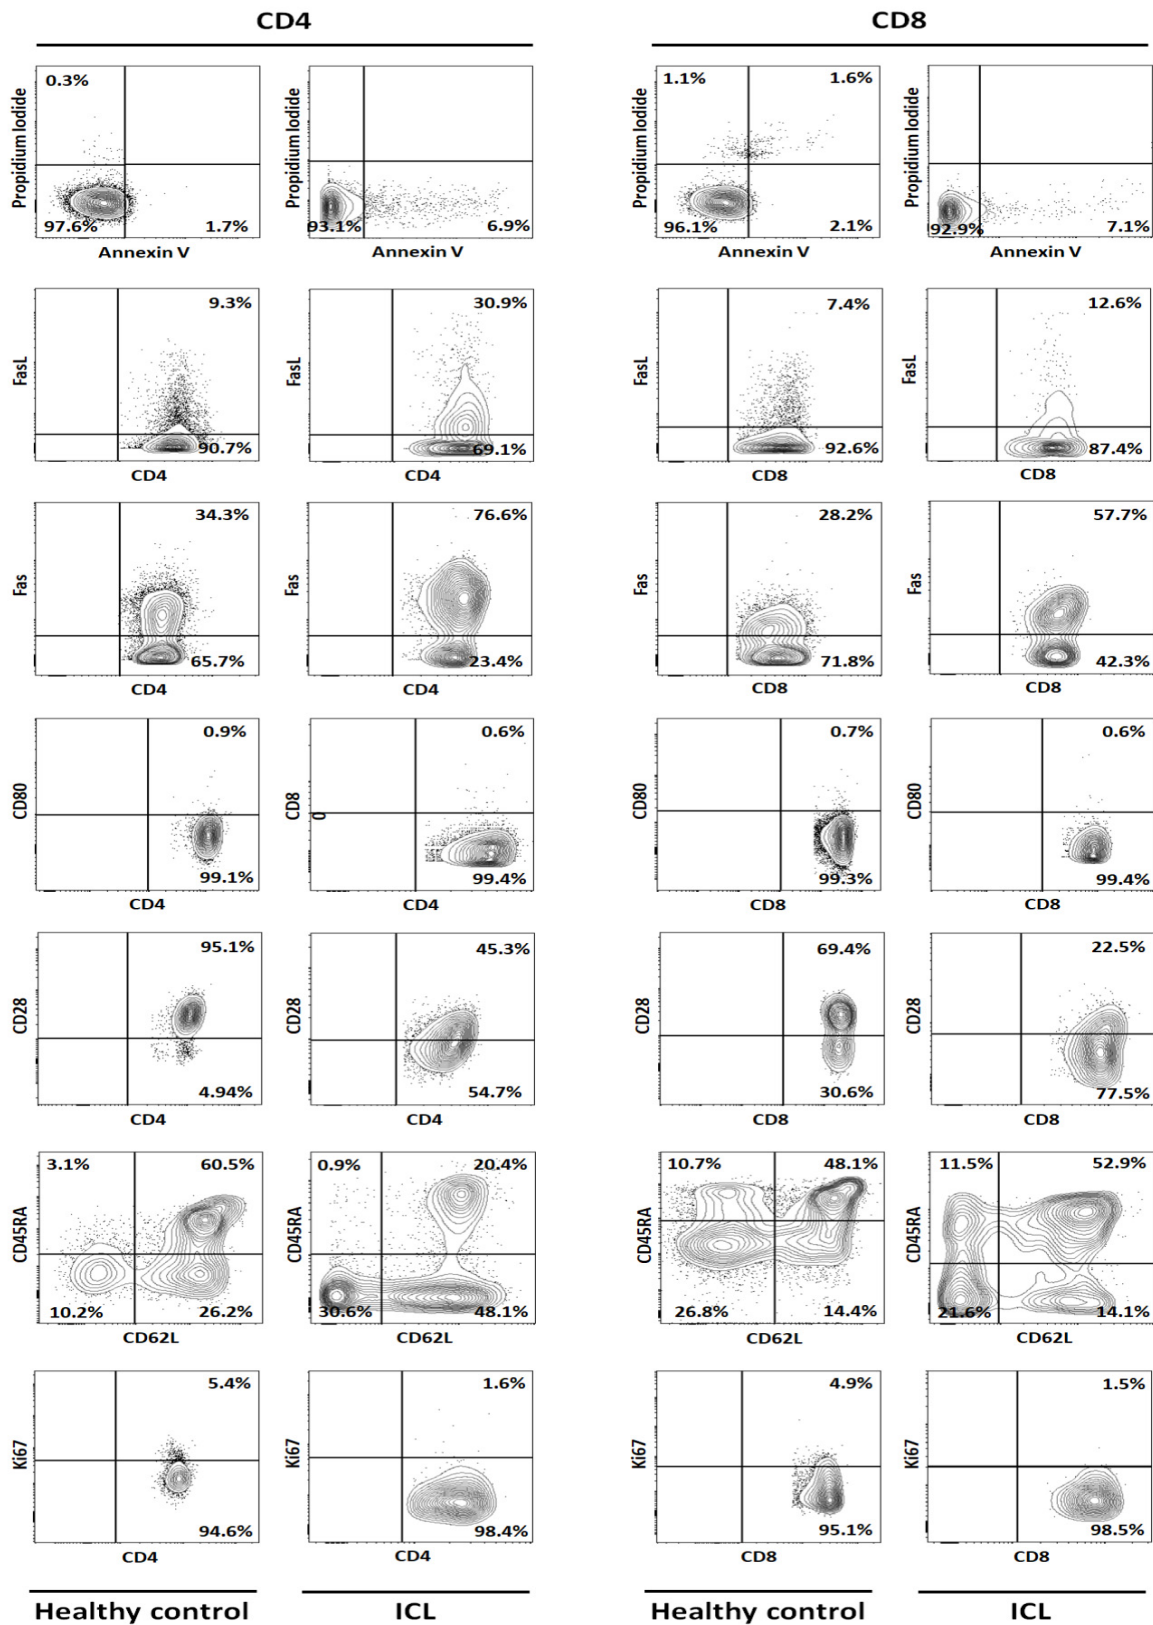 CD4
CD8
Propidium Iodide
0.3%
97.6%
1.7%
Annexin V
Propidium Iodide
93.1%
6.9%
Annexin V
Propidium Iodide
1.1%
1.6%
96.1%
2.1%
Annexin V
Propidium Iodide
92.9%
7.1%
Annexin V
FasL
9.3%
90.7%
CD4
FasL
30.9%
69.1%
CD4
FasL
7.4%
92.6%
CD8
FasL
12.6%
87.4%
CD8
Fas
34.3%
65.7%
CD4
Fas
76.6%
23.4%
CD4
Fas
28.2%
71.8%
CD8
Fas
57.7%
42.3%
CD8
CD80
0.9%
99.1%
CD4
CD8
0
0.6%
99.4%
CD4
CD80
0.7%
99.3%
CD8
CD80
0.6%
99.4%
CD8
CD28
95.1%
4.94%
CD4
CD28
45.3%
54.7%
CD4
CD28
69.4%
30.6%
CD8
CD28
22.5%
77.5%
CD8
CD45RA
3.1%
60.5%
10.2%
26.2%
CD62L
CD45RA
0.9%
20.4%
30.6%
48.1%
CD62L
CD45RA
10.7%
48.1%
26.8%
14.4%
CD62L
CD45RA
11.5%
52.9%
21.6%
14.1%
CD62L
Ki67
5.4%
94.6%
CD4
Ki67
1.6%
98.4%
CD4
Ki67
4.9%
95.1%
CD8
Ki67
1.5%
98.5%
CD8
Healthy control
ICL
Healthy control
ICL